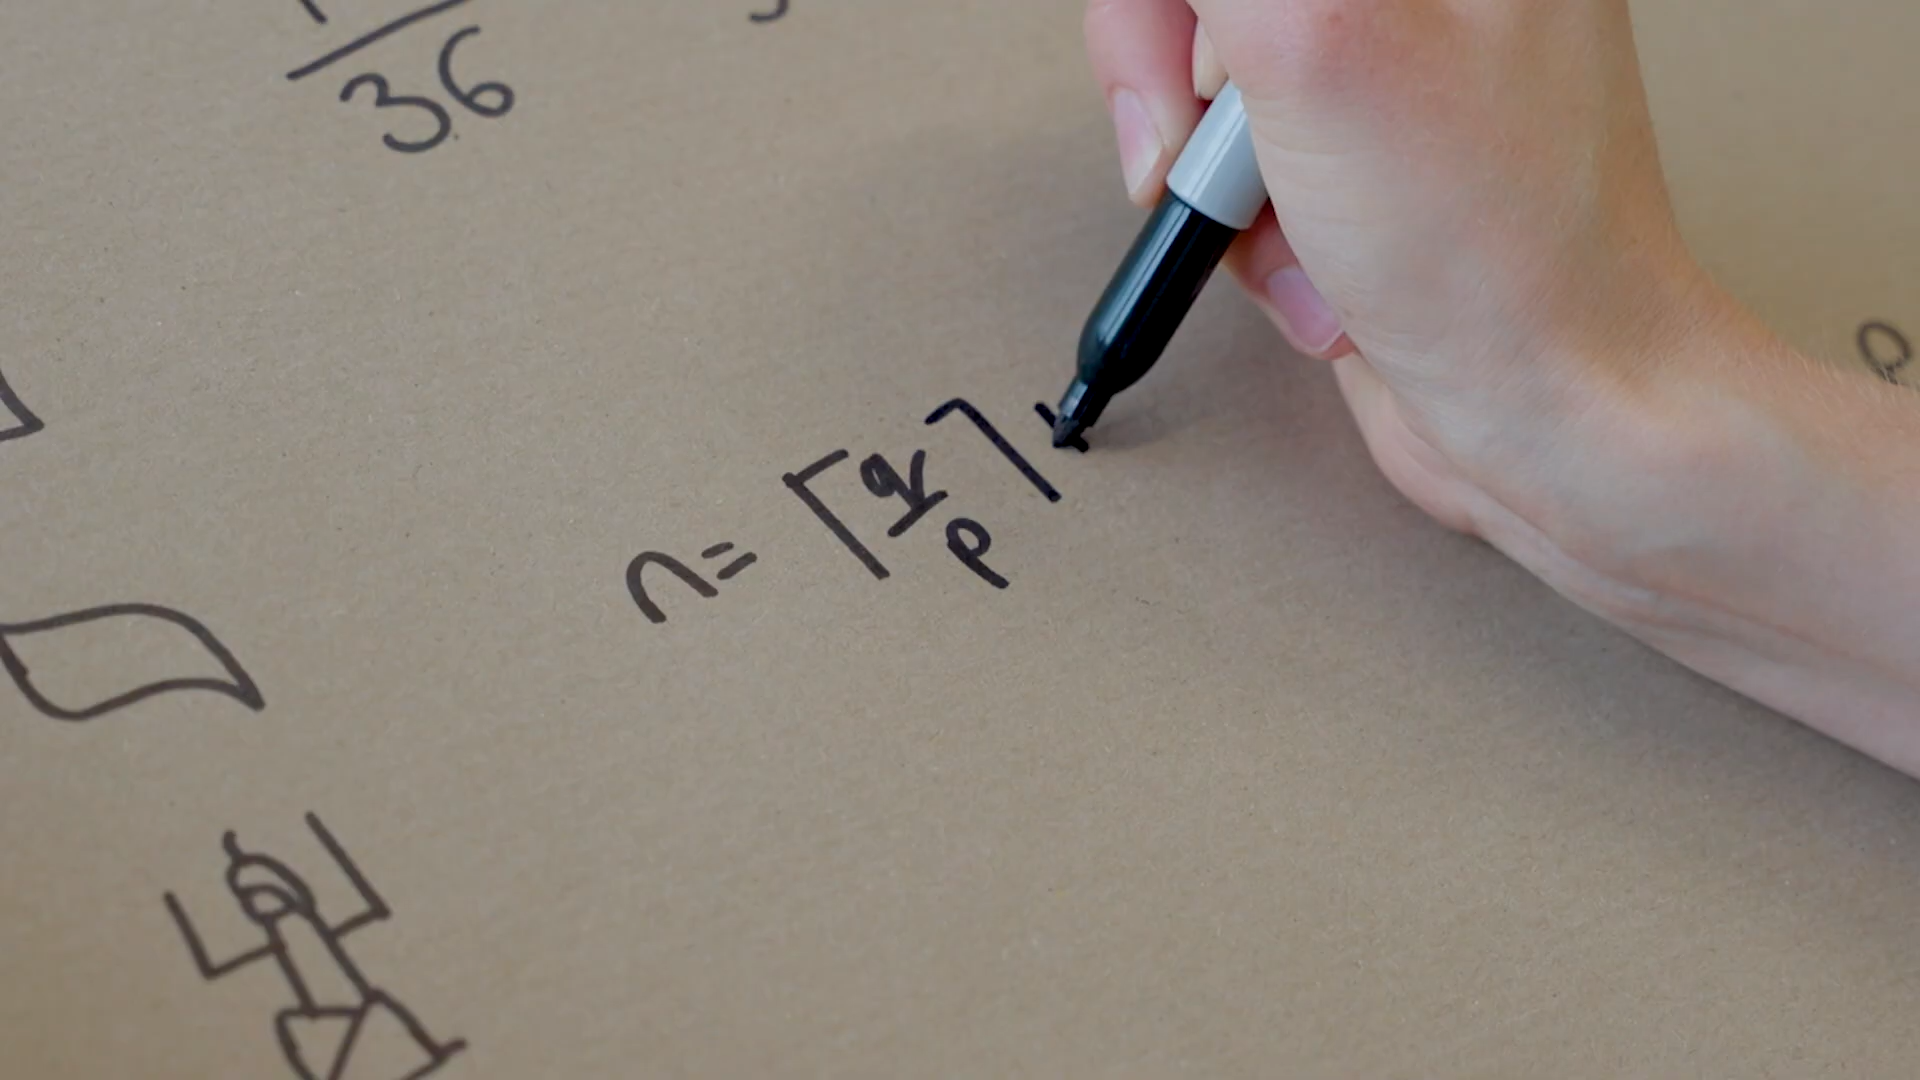 36
n = ⌈q/p⌉ +